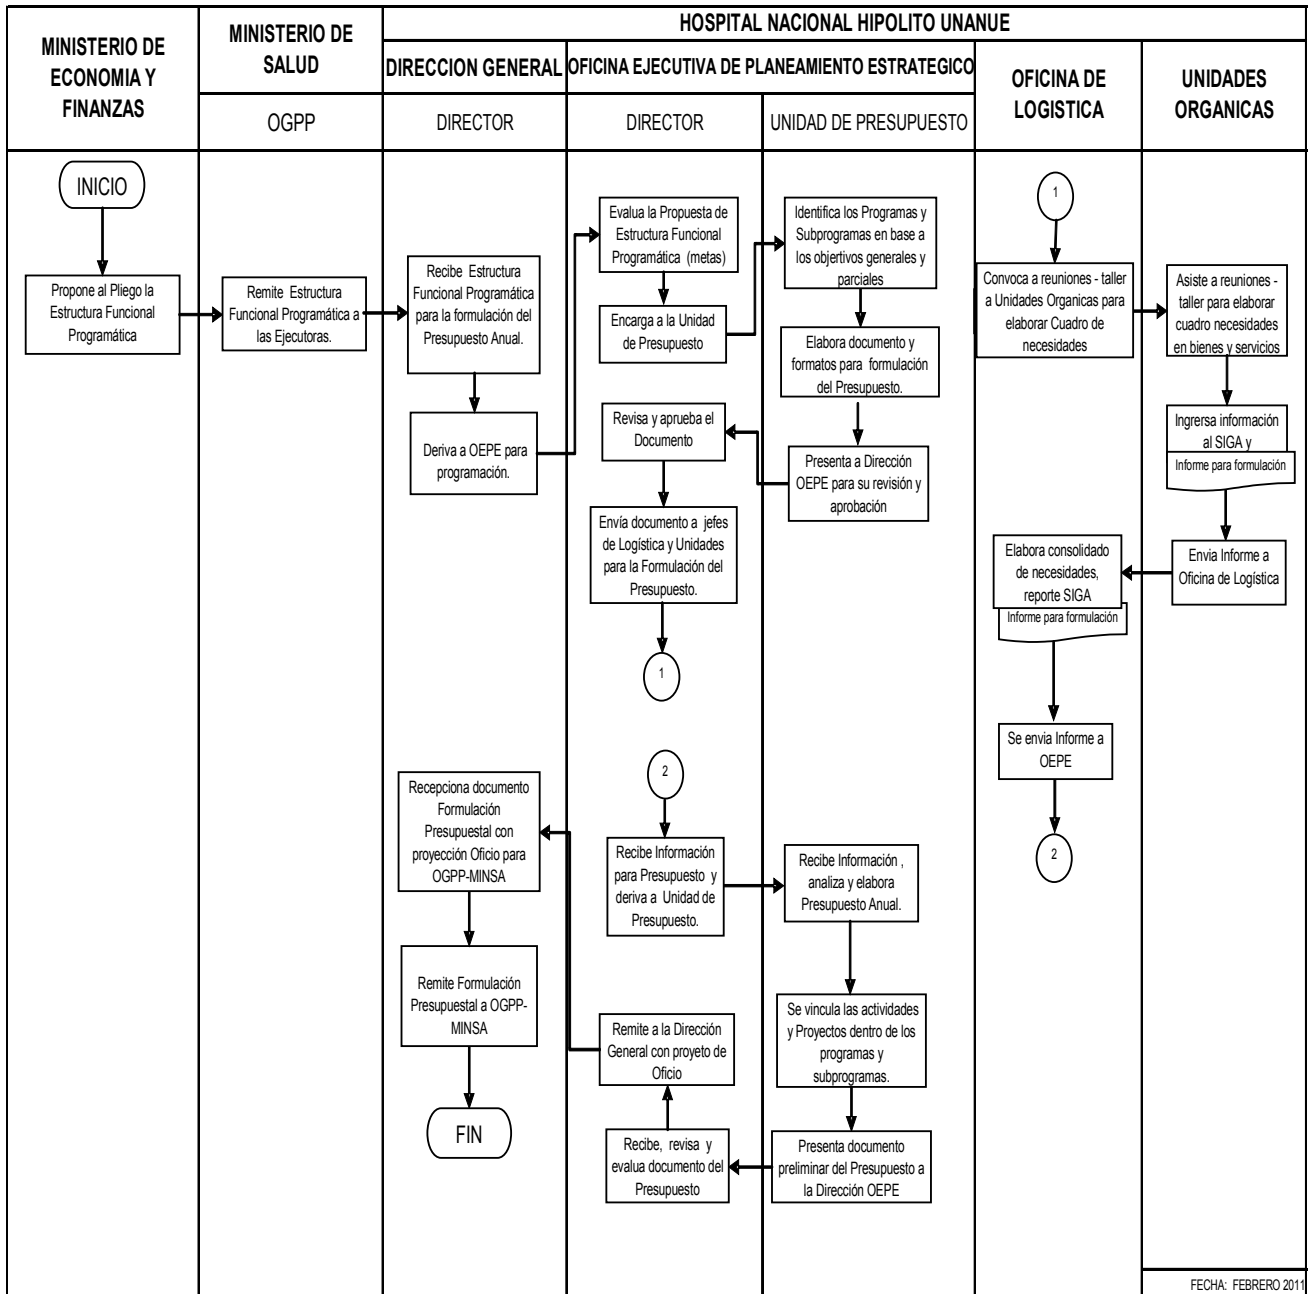 MINISTERIO DE
ECONOMIA Y
FINANZAS
MINISTERIO DE
SALUD
OGPP
HOSPITAL NACIONAL HIPOLITO UNANUE
DIRECCION GENERAL
DIRECTOR
OFICINA EJECUTIVA DE PLANEAMIENTO ESTRATEGICO
DIRECTOR
UNIDAD DE PRESUPUESTO
OFICINA DE
LOGISTICA
UNIDADES
ORGANICAS
INICIO
Propone al Pliego la
Estructura Funcional
Programática
Remite Estructura
Funcional Programática a
las Ejecutoras.
Recibe Estructura
Funcional Programática
para la formulación del
Presupuesto Anual.
Deriva a OEPE para
programación.
Evalua la Propuesta de
Estructura Funcional
Programática (metas)
Encarga a la Unidad
de Presupuesto
Identifica los Programas y
Subprogramas en base a
los objetivos generales y
parciales
Elabora documento y
formatos para formulación
del Presupuesto.
Presenta a Dirección
OEPE para su revisión y
aprobación
Revisa y aprueba el
Documento
Envía documento a jefes
de Logística y Unidades
para la Formulación del
Presupuesto.
1
1
Convoca a reuniones - taller
a Unidades Organicas para
elaborar Cuadro de
necesidades
Asiste a reuniones -
taller para elaborar
cuadro necesidades
en bienes y servicios
Ingrersa información
al SIGA y
Informe para formulación
Envia Informe a
Oficina de Logística
Elabora consolidado
de necesidades,
reporte SIGA
Informe para formulación
Se envia Informe a
OEPE
2
2
Recibe Información
para Presupuesto y
deriva a Unidad de
Presupuesto.
Recibe Información ,
analiza y elabora
Presupuesto Anual.
Se vincula las actividades
y Proyectos dentro de los
programas y
subprogramas.
Presenta documento
preliminar del Presupuesto a
la Dirección OEPE
Recibe, revisa y
evalua documento del
Presupuesto
Remite a la Dirección
General con proyeto de
Oficio
Recepciona documento
Formulación
Presupuestal con
proyección Oficio para
OGPP-MINSA
Remite Formulación
Presupuestal a OGPP-
MINSA
FIN
FECHA: FEBRERO 2011